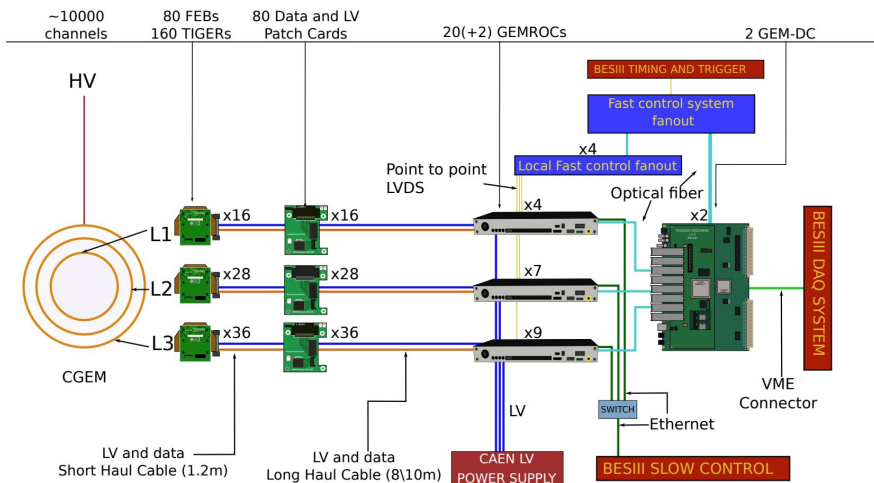 ~10000
channels
80 FEBs
160 TIGERs
80 Data and LV
Patch Cards
20(+2) GEMROCs
2 GEM-DC
HV
BESIII TIMING AND TRIGGER
Fast control system
fanout
x4
Local Fast control fanout
Point to point
LVDS
Optical fiber
x2
L1
x16
x16
x4
L2
x28
x28
x7
L3
x36
x36
x9
CGEM
BESIII DAQ SYSTEM
VME
Connector
LV
SWITCH
Ethernet
LV and data
Short Haul Cable (1.2m)
LV and data
Long Haul Cable (8\10m)
CAEN LV
POWER SUPPLY
BESIII SLOW CONTROL